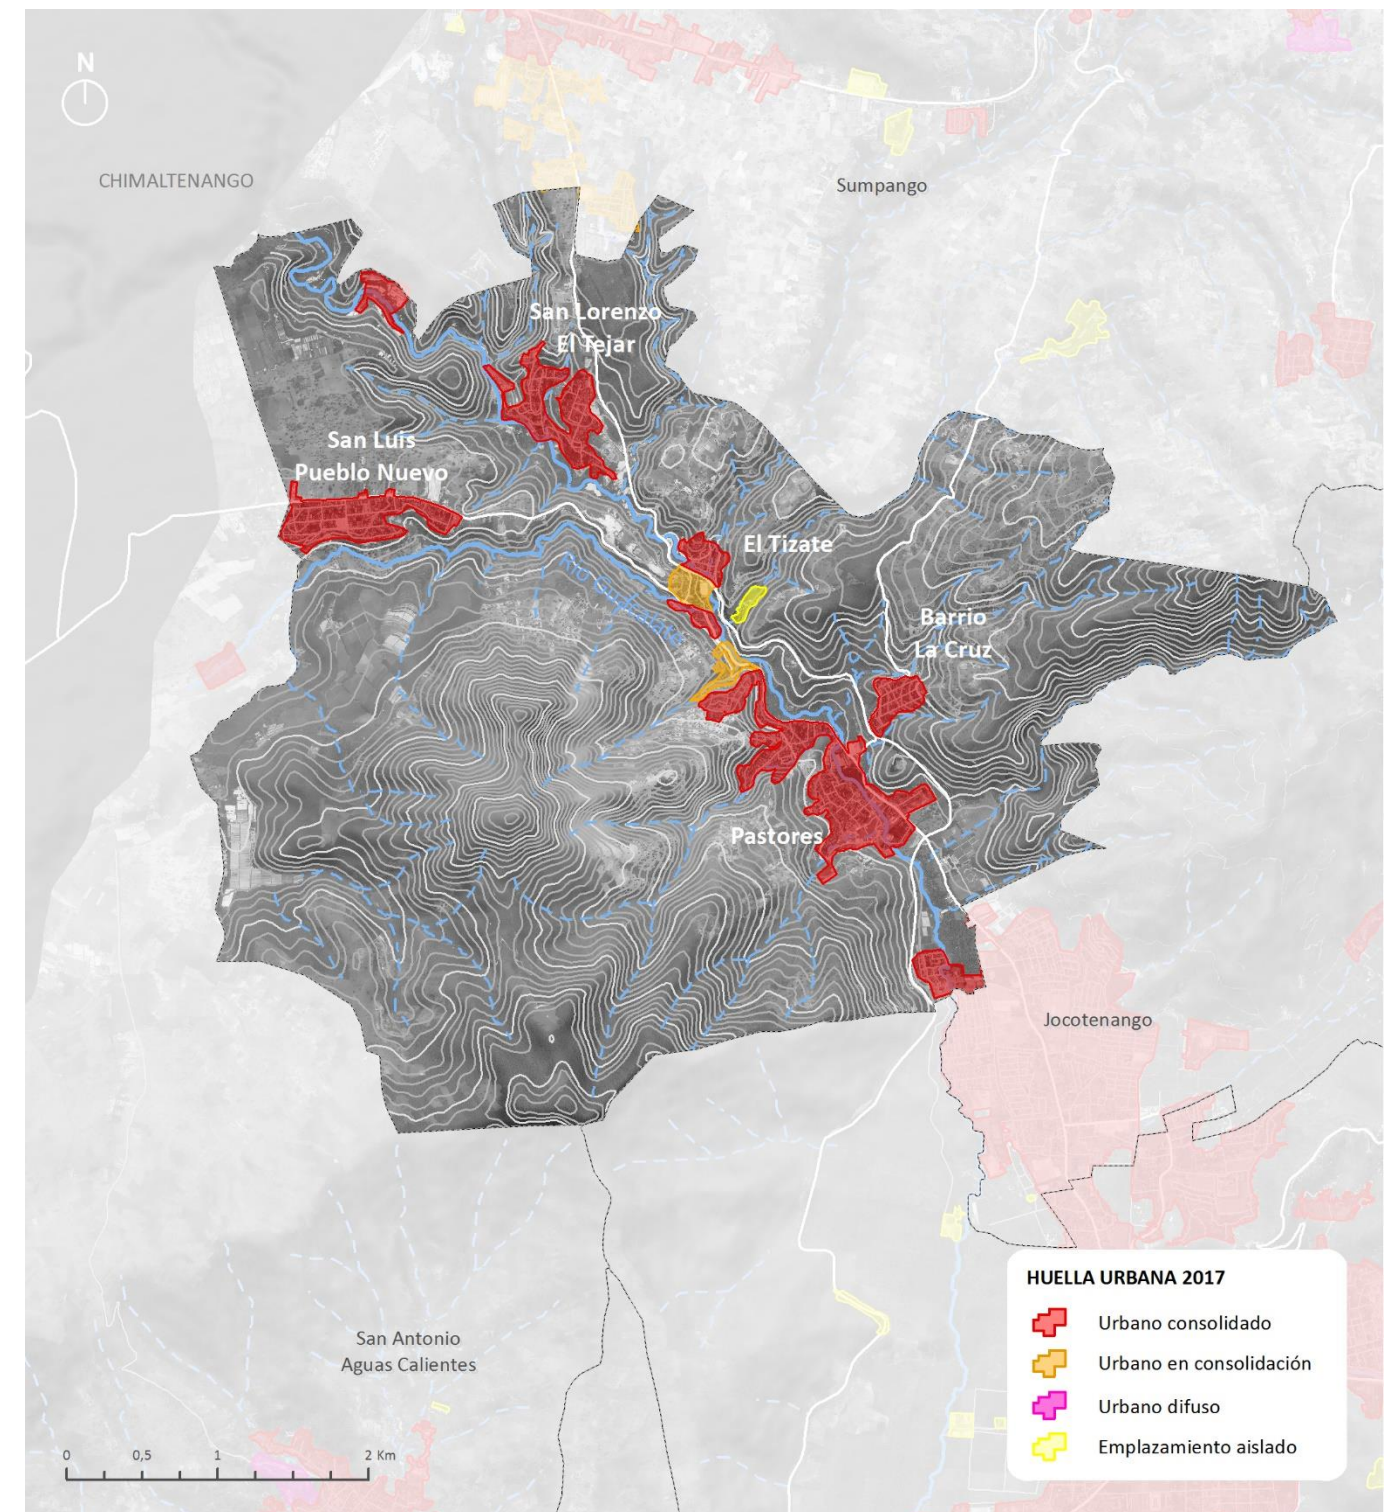 N
CHIMALTENANGO
Sumpango
San Lorenzo
El Tejar
San Luis
Pueblo Nuevo
El Tizate
Río Guacalate
Barrio
La Cruz
Pastores
Jocotenango
San Antonio
Aguas Calientes
HUELLA URBANA 2017
Urbano consolidado
Urbano en consolidación
Urbano difuso
Emplazamiento aislado
0 0,5 1 2 Km